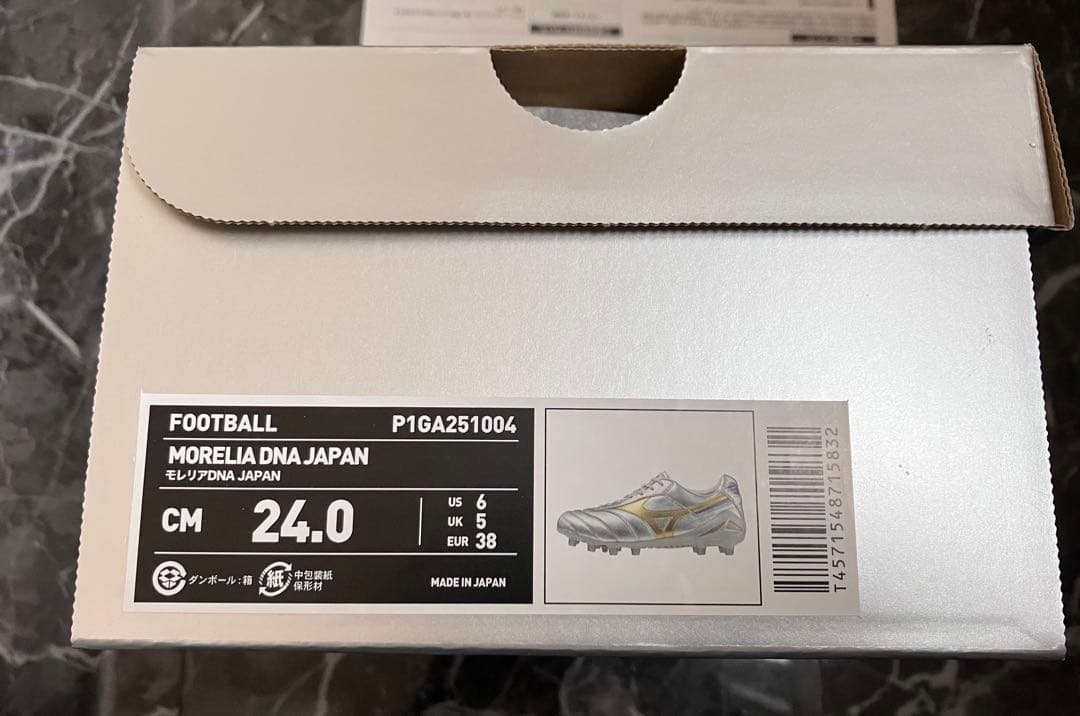 FOOTBALL P1GA251004
MORELIA DNA JAPAN
モレリアDNA JAPAN
CM 24.0
US 6
UK 5
EUR 38
ダンボール:箱
紙 中包装紙
保形材
MADE IN JAPAN
T4571548715832